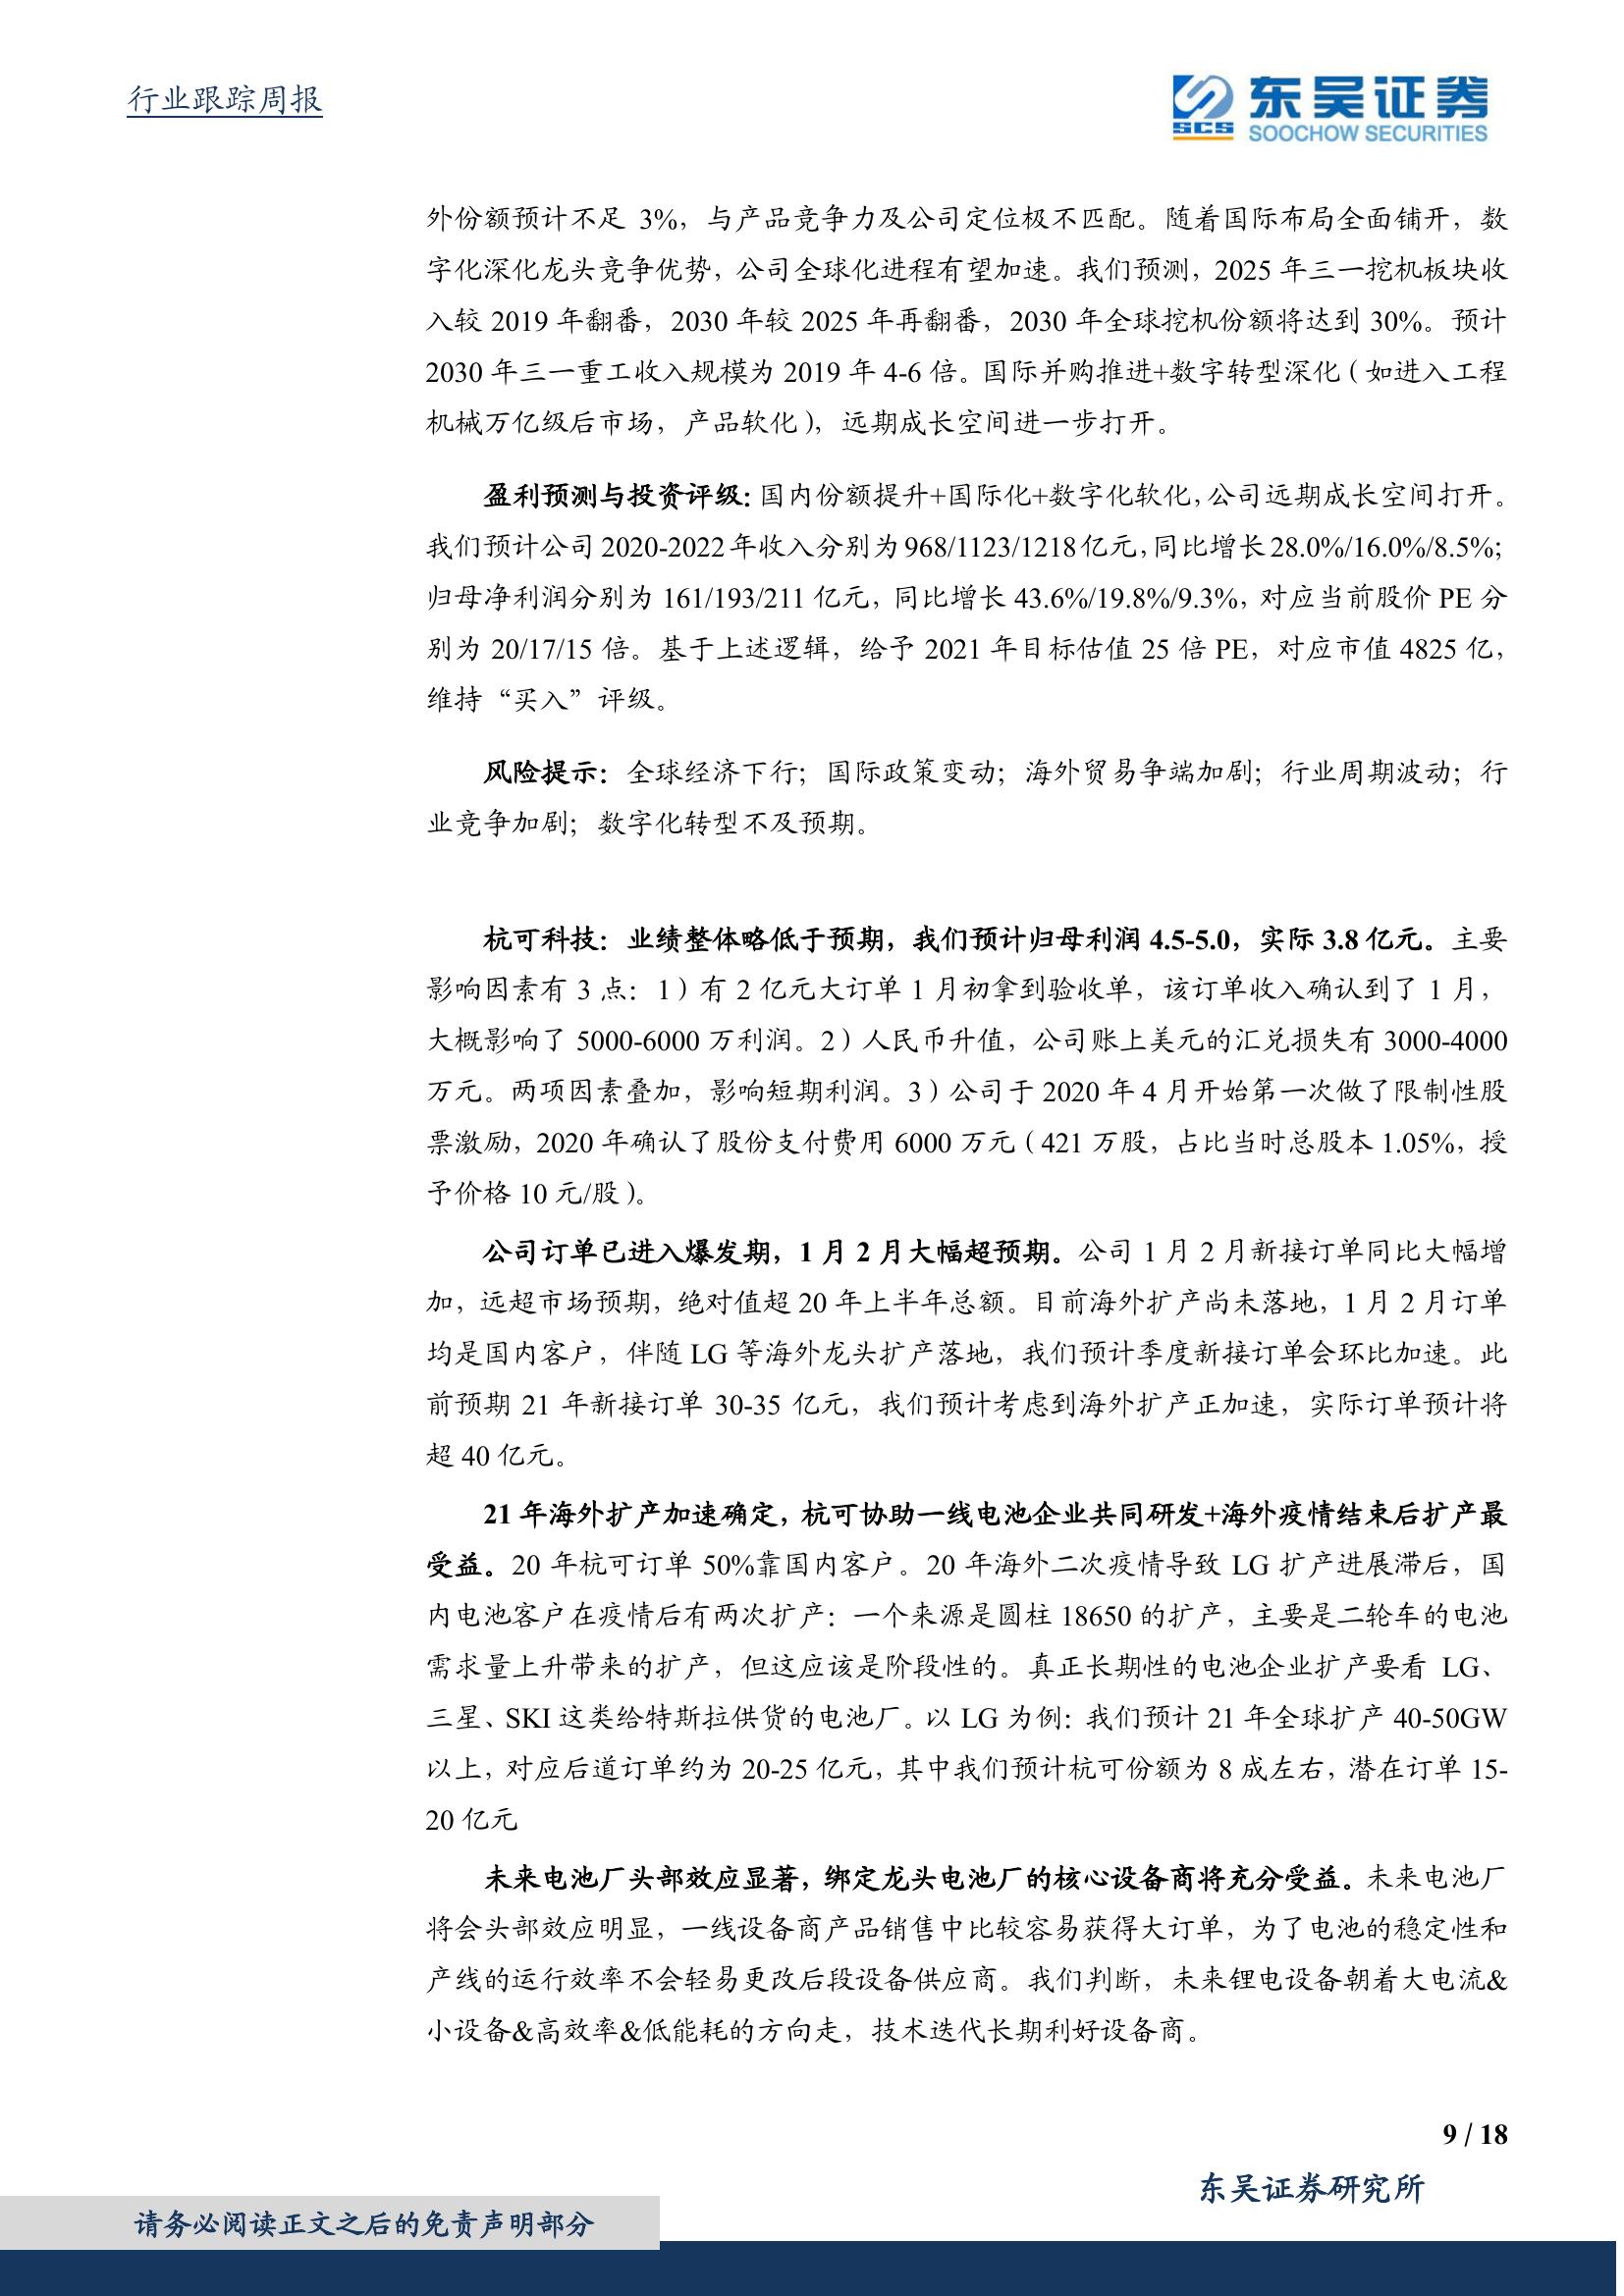 行业跟踪周报
SCS 东吴证券
SOOCHOW SECURITIES
外份额预计不足 3%，与产品竞争力及公司定位极不匹配。随着国际布局全面铺开，数
字化深化龙头竞争优势，公司全球化进程有望加速。我们预测，2025 年三一挖机板块收
入较 2019 年翻番，2030 年较 2025 年再翻番，2030 年全球挖机份额将达到 30%。预计
2030 年三一重工收入规模为 2019 年 4-6 倍。国际并购推进+数字转型深化（如进入工程
机械万亿级后市场，产品软化），远期成长空间进一步打开。
盈利预测与投资评级：国内份额提升+国际化+数字化软化，公司远期成长空间打开。
我们预计公司 2020-2022 年收入分别为 968/1123/1218 亿元，同比增长 28.0%/16.0%/8.5%；
归母净利润分别为 161/193/211 亿元，同比增长 43.6%/19.8%/9.3%，对应当前股价 PE 分
别为 20/17/15 倍。基于上述逻辑，给予 2021 年目标估值 25 倍 PE，对应市值 4825 亿，
维持“买入”评级。
风险提示：全球经济下行；国际政策变动；海外贸易争端加剧；行业周期波动；行
业竞争加剧；数字化转型不及预期。
杭可科技：业绩整体略低于预期，我们预计归母利润 4.5-5.0，实际 3.8 亿元。主要
影响因素有 3 点：1）有 2 亿元大订单 1 月初拿到验收单，该订单收入确认到了 1 月，
大概影响了 5000-6000 万利润。2）人民币升值，公司账上美元的汇兑损失有 3000-4000
万元。两项因素叠加，影响短期利润。3）公司于 2020 年 4 月开始第一次做了限制性股
票激励，2020 年确认了股份支付费用 6000 万元（421 万股，占比当时总股本 1.05%，授
予价格 10 元/股）。
公司订单已进入爆发期，1 月 2 月大幅超预期。公司 1 月 2 月新接订单同比大幅增
加，远超市场预期，绝对值超 20 年上半年总额。目前海外扩产尚未落地，1 月 2 月订单
均是国内客户，伴随 LG 等海外龙头扩产落地，我们预计季度新接订单会环比加速。此
前预期 21 年新接订单 30-35 亿元，我们预计考虑到海外扩产正加速，实际订单预计将
超 40 亿元。
21 年海外扩产加速确定，杭可协助一线电池企业共同研发+海外疫情结束后扩产最
受益。20 年杭可订单 50%靠国内客户。20 年海外二次疫情导致 LG 扩产进展滞后，国
内电池客户在疫情后有两次扩产：一个来源是圆柱 18650 的扩产，主要是二轮车的电池
需求量上升带来的扩产，但这应该是阶段性的。真正长期性的电池企业扩产要看 LG、
三星、SKI 这类给特斯拉供货的电池厂。以 LG 为例：我们预计 21 年全球扩产 40-50GW
以上，对应后道订单约为 20-25 亿元，其中我们预计杭可份额为 8 成左右，潜在订单 15-
20 亿元
未来电池厂头部效应显著，绑定龙头电池厂的核心设备商将充分受益。未来电池厂
将会头部效应明显，一线设备商产品销售中比较容易获得大订单，为了电池的稳定性和
产线的运行效率不会轻易更改后段设备供应商。我们判断，未来锂电设备朝着大电流&
小设备&高效率&低能耗的方向走，技术迭代长期利好设备商。
9 / 18
东吴证券研究所
请务必阅读正文之后的免责声明部分